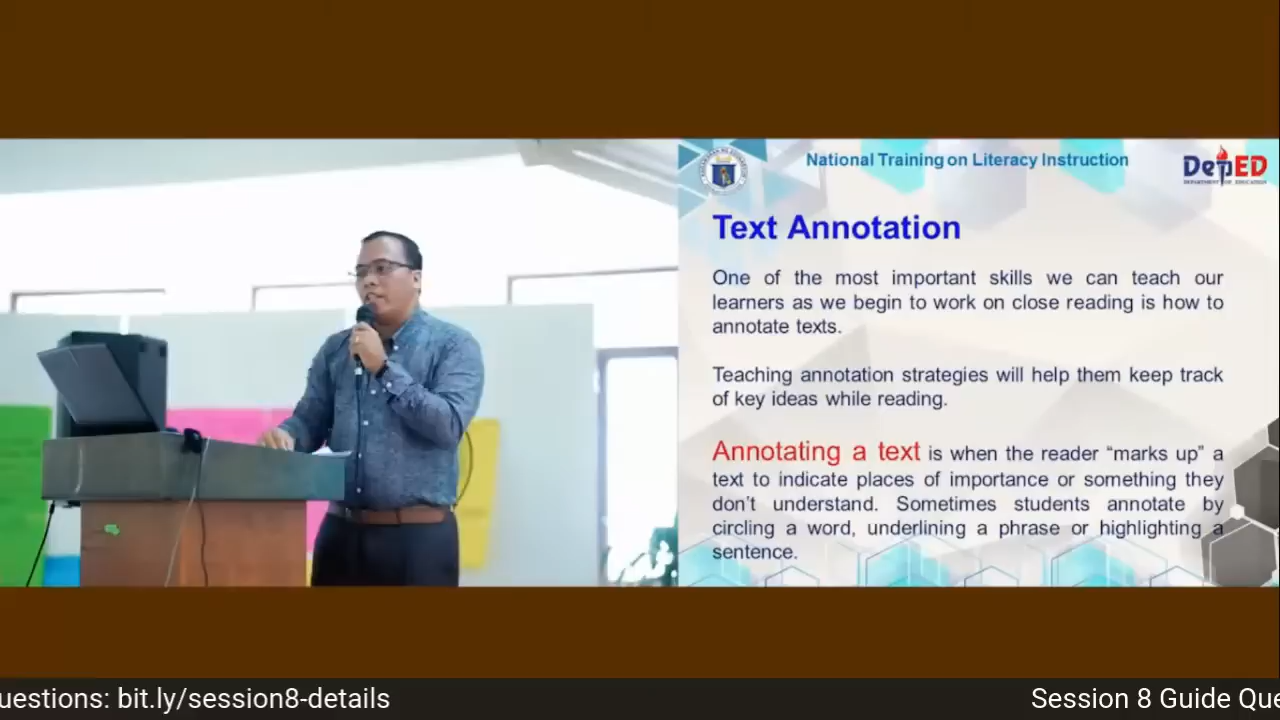 National Training on Literacy Instruction
DepED
DEPARTMENT OF EDUCATION
Text Annotation
One of the most important skills we can teach our
learners as we begin to work on close reading is how to
annotate texts.
Teaching annotation strategies will help them keep track
of key ideas while reading.
Annotating a text is when the reader “marks up” a
text to indicate places of importance or something they
don’t understand. Sometimes students annotate by
circling a word, underlining a phrase or highlighting a
sentence.
uestions: bit.ly/session8-details
Session 8 Guide Que